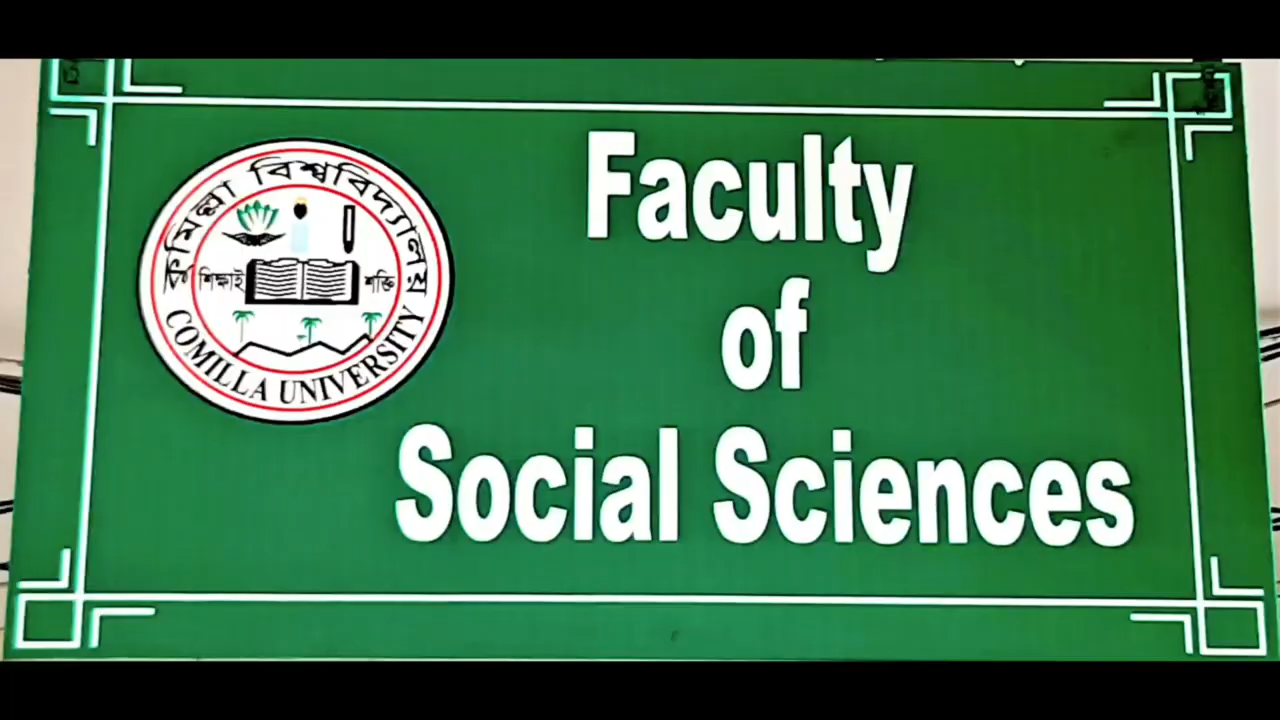 কুমিল্লা বিশ্ববিদ্যালয়
শিক্ষাই শক্তি
COMILLA UNIVERSITY
Faculty
of
Social Sciences